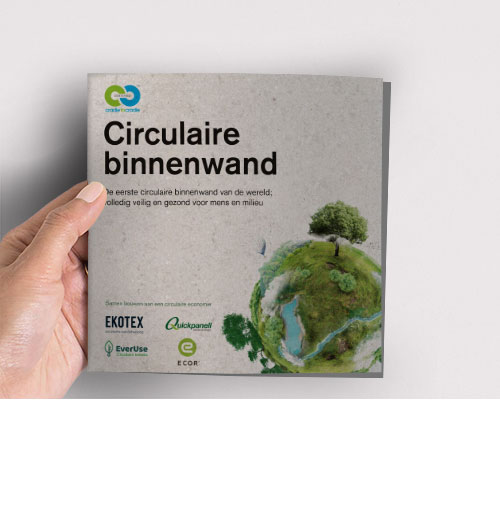 cradletocradle
Circulaire
binnenwand
De eerste circulaire binnenwand van de wereld;
volledig veilig en gezond voor mens en milieu
Samen bouwen aan een circulaire economie
EKOTEX
Quickpanell
EverUse
ECOR